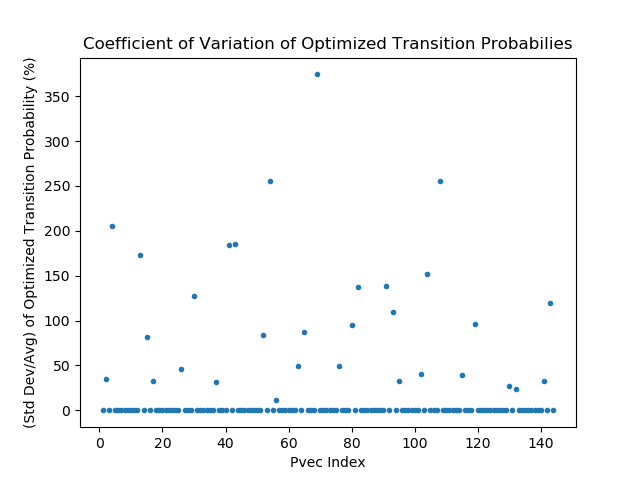 Coefficient of Variation of Optimized Transition Probabilies
(Std Dev/Avg) of Optimized Transition Probability (%)
350
300
250
200
150
100
50
0
0 20 40 60 80 100 120 140
Pvec Index